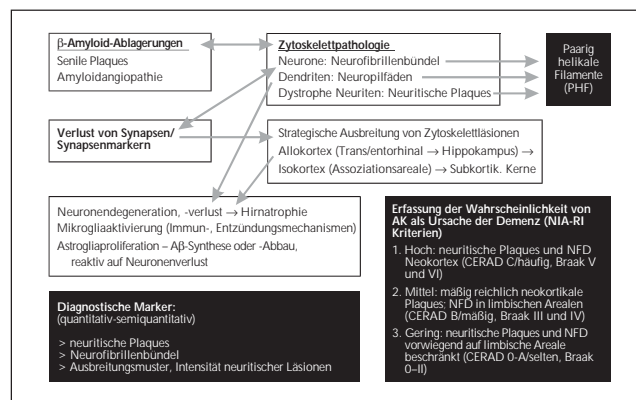 β-Amyloid-Ablagerungen
Senile Plaques
Amyloidangiopathie
Zytoskelettpathologie
Neurone: Neurofibrillenbündel
Dendriten: Neuropilfäden
Dystrophe Neuriten: Neuritische Plaques
Paarig
helikale
Filamente
(PHF)
Verlust von Synapsen/
Synapsenmarkern
Strategische Ausbreitung von Zytoskelettläsionen
Allokortex (Trans/entorhinal → Hippokampus) →
Isokortex (Assoziationsareale) → Subkortik. Kerne
Neuronendegeneration, -verlust → Hirnatrophie
Mikrogliaaktivierung (Immun-, Entzündungsmechanismen)
Astrogliaproliferation – Aβ-Synthese oder -Abbau,
reaktiv auf Neuronenverlust
Erfassung der Wahrscheinlichkeit von
AK als Ursache der Demenz (NIA-RI
Kriterien)
1. Hoch: neuritische Plaques und NFD
Neokortex (CERAD C/häufig, Braak V
und VI)
2. Mittel: mäßig reichlich neokortikale
Plaques; NFD in limbischen Arealen
(CERAD B/mäßig, Braak III und IV)
3. Gering: neuritische Plaques und NFD
vorwiegend auf limbische Areale
beschränkt (CERAD 0-A/selten, Braak
0–II)
Diagnostische Marker:
(quantitativ-semiquantitativ)
> neuritische Plaques
> Neurofibrillenbündel
> Ausbreitungsmuster, Intensität neuritischer Läsionen